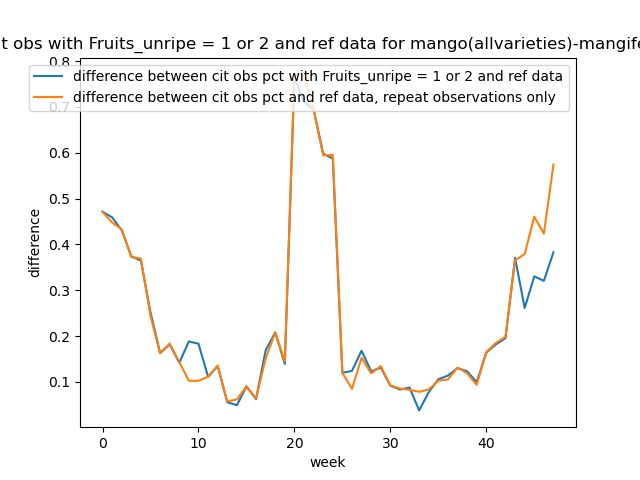 t obs with Fruits_unripe = 1 or 2 and ref data for mango(allvarieties)-mangife
difference between cit obs pct with Fruits_unripe = 1 or 2 and ref data
difference between cit obs pct and ref data, repeat observations only
0.8
0.7
0.6
0.5
0.4
0.3
0.2
0.1
difference
0 10 20 30 40
week